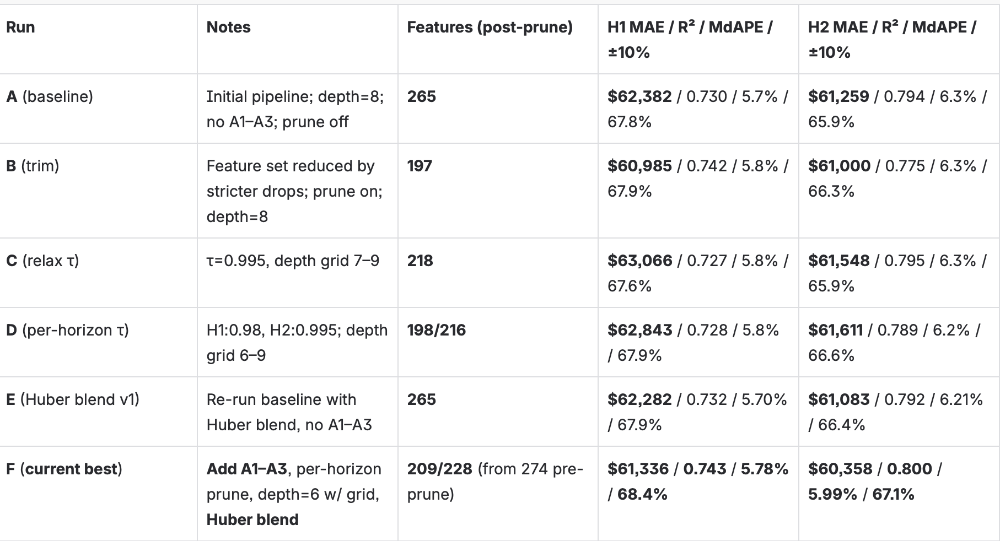 Run
Notes
Features (post-prune)
H1 MAE / R² / MdAPE /
±10%
H2 MAE / R² / MdAPE /
±10%
A (baseline)
Initial pipeline; depth=8;
no A1–A3; prune off
265
$62,382 / 0.730 / 5.7% /
67.8%
$61,259 / 0.794 / 6.3% /
65.9%
B (trim)
Feature set reduced by
stricter drops; prune on;
depth=8
197
$60,985 / 0.742 / 5.8% /
67.9%
$61,000 / 0.775 / 6.3% /
66.3%
C (relax τ)
τ=0.995, depth grid 7–9
218
$63,066 / 0.727 / 5.8% /
67.6%
$61,548 / 0.795 / 6.3% /
65.9%
D (per-horizon τ)
H1:0.98, H2:0.995; depth
grid 6–9
198/216
$62,843 / 0.728 / 5.8%
/ 67.9%
$61,611 / 0.789 / 6.2% /
66.6%
E (Huber blend v1)
Re-run baseline with
Huber blend, no A1–A3
265
$62,282 / 0.732 / 5.70%
/ 67.9%
$61,083 / 0.792 / 6.21%
/ 66.4%
F (current best)
Add A1–A3, per-horizon
prune, depth=6 w/ grid,
Huber blend
209/228 (from 274 pre-
prune)
$61,336 / 0.743 / 5.78%
/ 68.4%
$60,358 / 0.800 /
5.99% / 67.1%